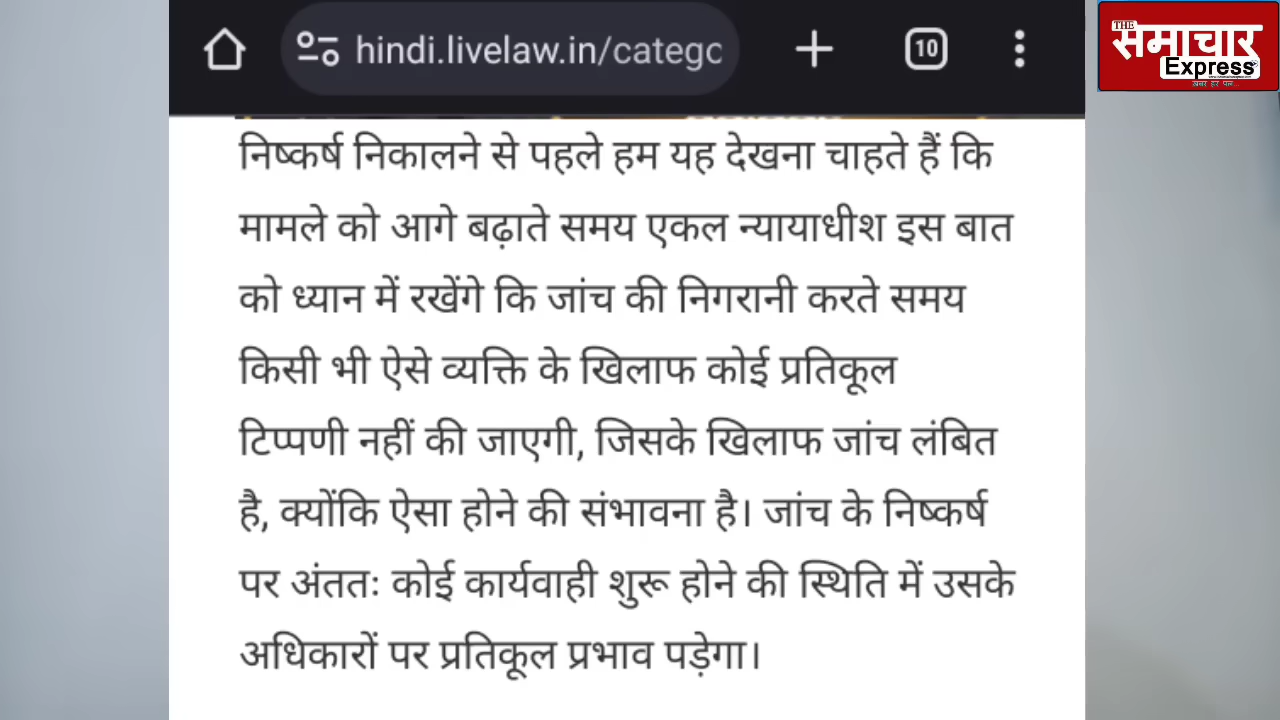 hindi.livelaw.in/catego
10
THE
समाचार
Express
निष्कर्ष निकालने से पहले हम यह देखना चाहते हैं कि
मामले को आगे बढ़ाते समय एकल न्यायाधीश इस बात
को ध्यान में रखेंगे कि जांच की निगरानी करते समय
किसी भी ऐसे व्यक्ति के खिलाफ कोई प्रतिकूल
टिप्पणी नहीं की जाएगी, जिसके खिलाफ जांच लंबित
है, क्योंकि ऐसा होने की संभावना है। जांच के निष्कर्ष
पर अंततः कोई कार्यवाही शुरू होने की स्थिति में उसके
अधिकारों पर प्रतिकूल प्रभाव पड़ेगा।